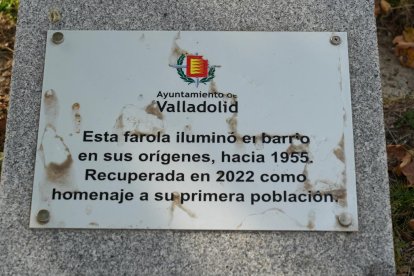 Ayuntamiento DE
Valladolid
Esta farola iluminó el barrio
en sus orígenes, hacia 1955.
Recuperada en 2022 como
homenaje a su primera población.